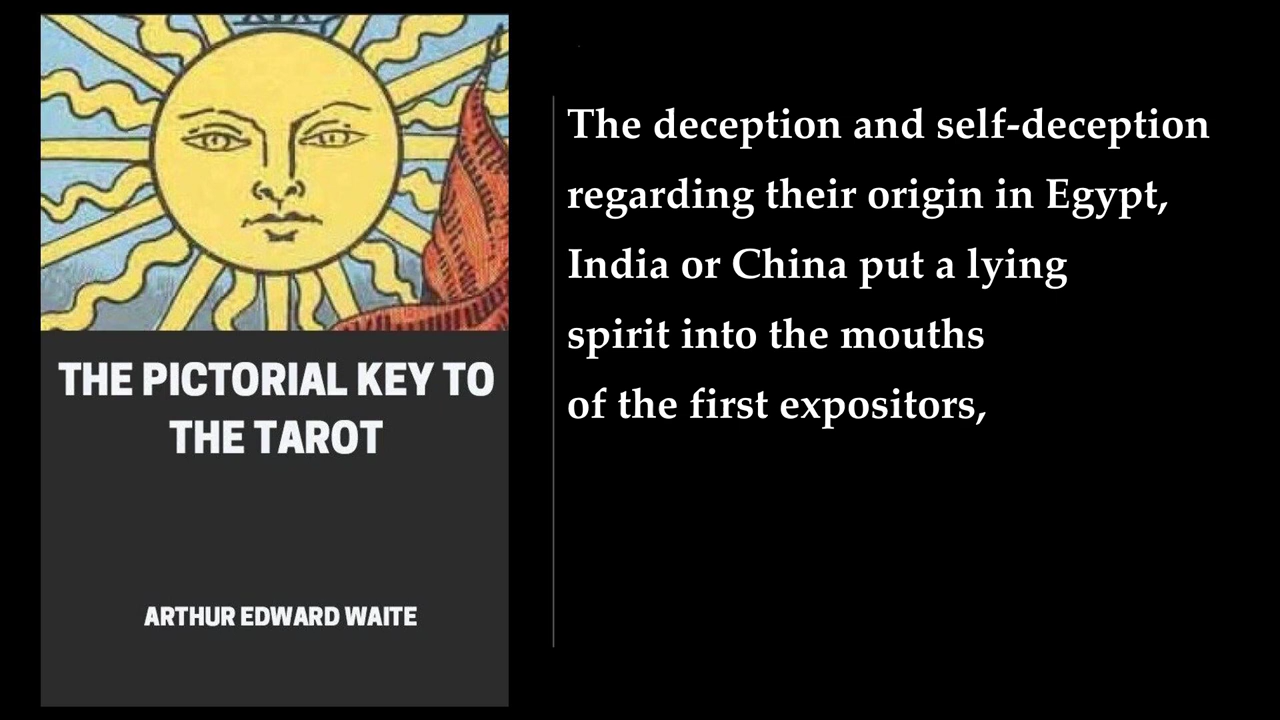 XIX
THE PICTORIAL KEY TO
THE TAROT
ARTHUR EDWARD WAITE
The deception and self-deception
regarding their origin in Egypt,
India or China put a lying
spirit into the mouths
of the first expositors,